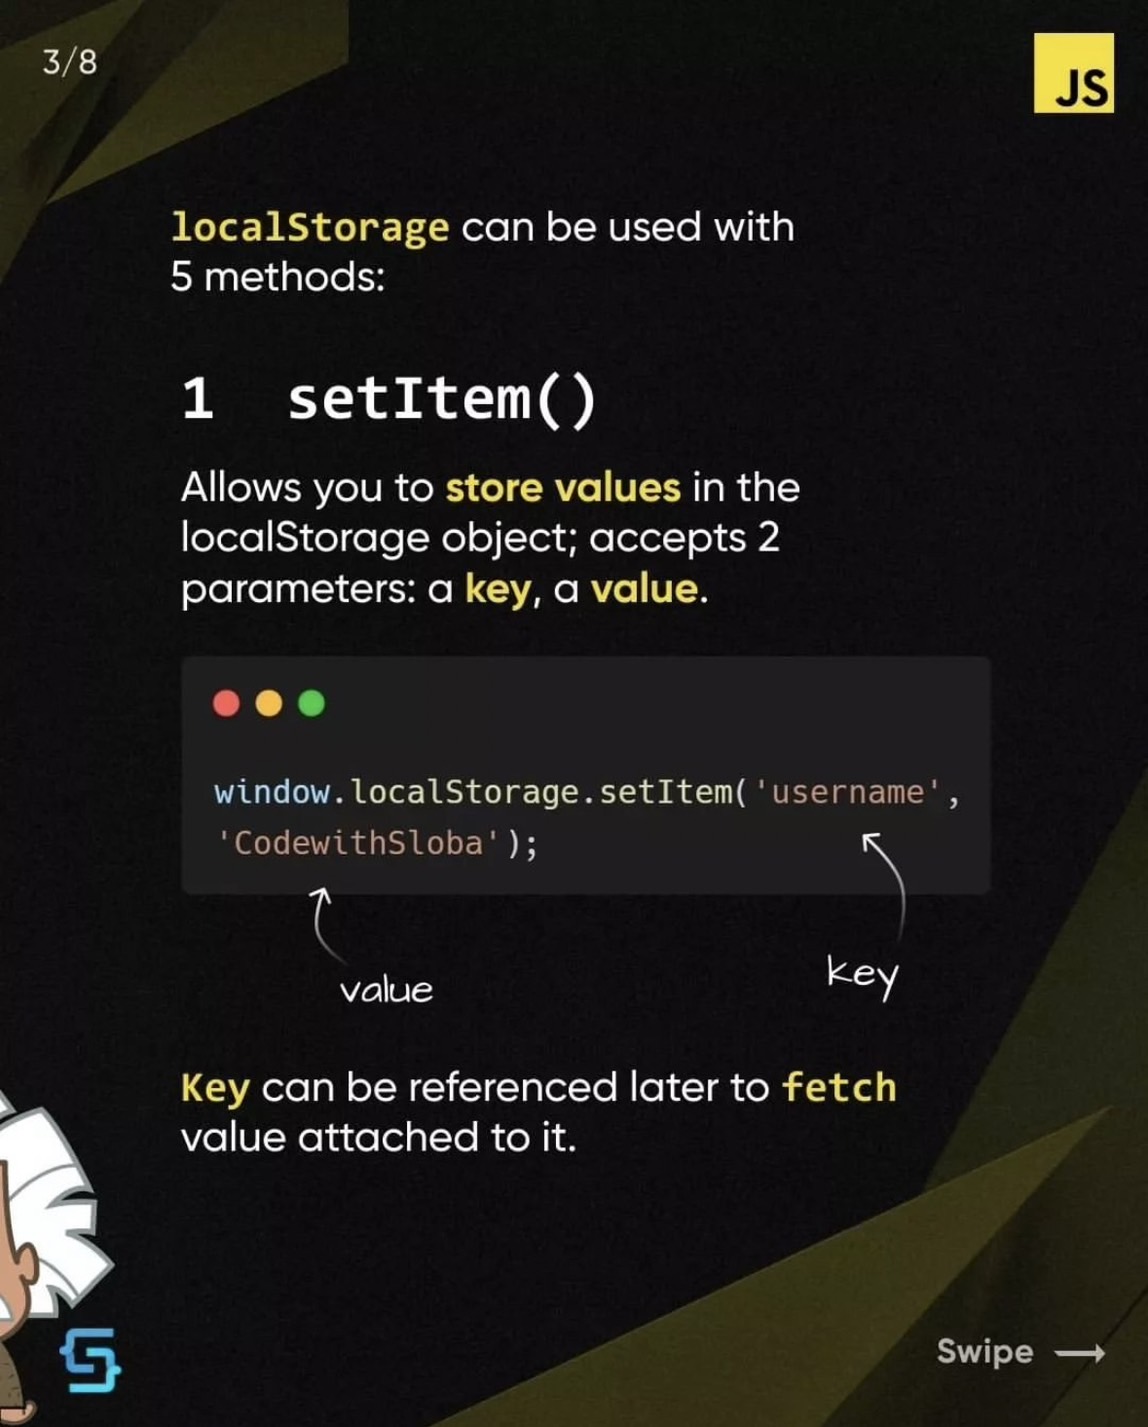 3/8
JS
localStorage can be used with
5 methods:
1 setItem()
Allows you to store values in the
localStorage object; accepts 2
parameters: a key, a value.
window.localStorage.setItem('username',
'CodewithSloba');
value
key
Key can be referenced later to fetch
value attached to it.
Swipe →